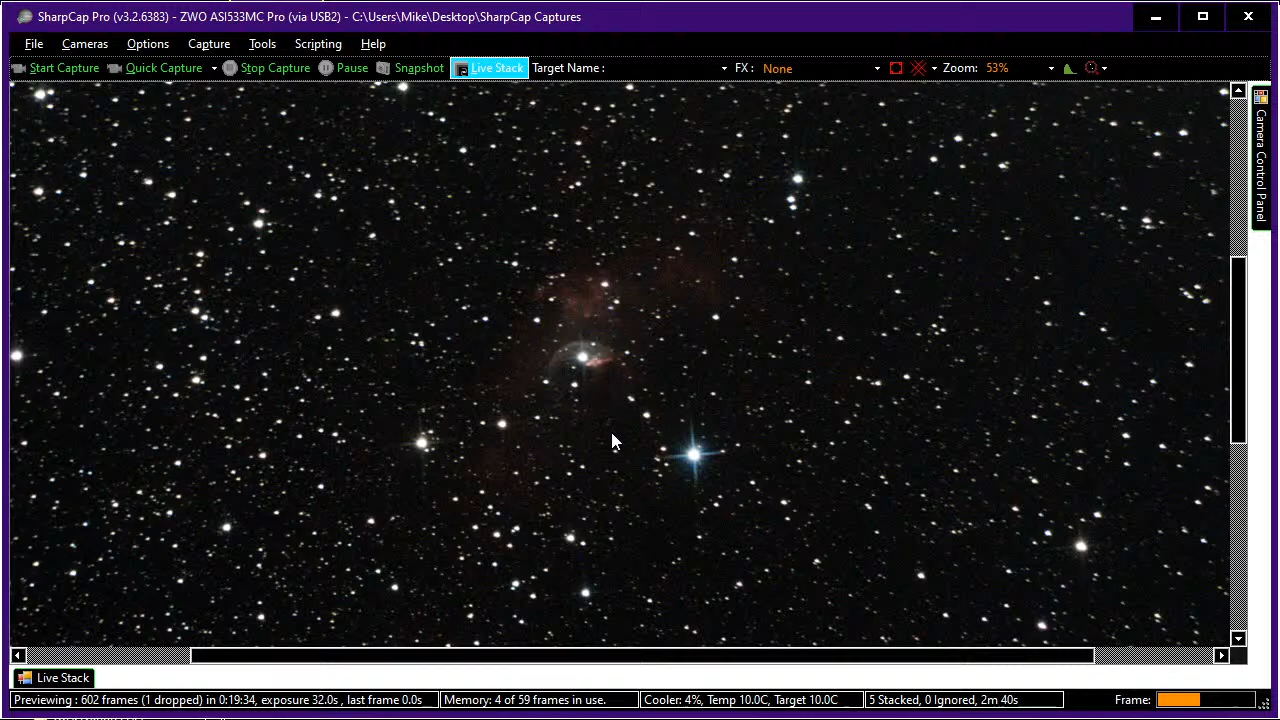 SharpCap Pro (v3.2.6383) - ZWO ASI533MC Pro (via USB2) - C:\Users\Mike\Desktop\SharpCap Captures
File Cameras Options Capture Tools Scripting Help
Start Capture Quick Capture Stop Capture Pause Snapshot Live Stack Target Name : FX : None Zoom: 53%
Camera Control Panel
Live Stack
Previewing : 602 frames (1 dropped) in 0:19:34, exposure 32.0s , last frame 0.0s Memory: 4 of 59 frames in use. Cooler: 4%, Temp 10.0C, Target 10.0C 5 Stacked, 0 Ignored, 2m 40s Frame: